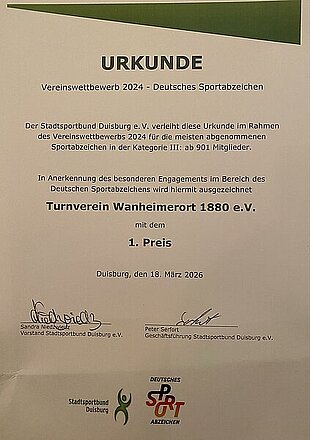 URKUNDE
Vereinswettbewerb 2024 - Deutsches Sportabzeichen
Der Stadtsportbund Duisburg e.V. verleiht diese Urkunde im Rahmen
des Vereinswettbewerbs 2024 für die meisten abgenommenen
Sportabzeichen in der Kategorie III: ab 901 Mitglieder.
In Anerkennung des besonderen Engagements im Bereich des
Deutschen Sportabzeichens wird hiermit ausgezeichnet
Turnverein Wanheimerort 1880 e.V.
mit dem
1. Preis
Duisburg, den 18. März 2026
Sandra
Vorstand Stadtsportbund Duisburg e.V.
Peter Serfort
Geschäftsführung Stadtsportbund Duisburg e.V.
Stadtsportbund
Duisburg
DEUTSCHES
SPORT
ABZEICHEN